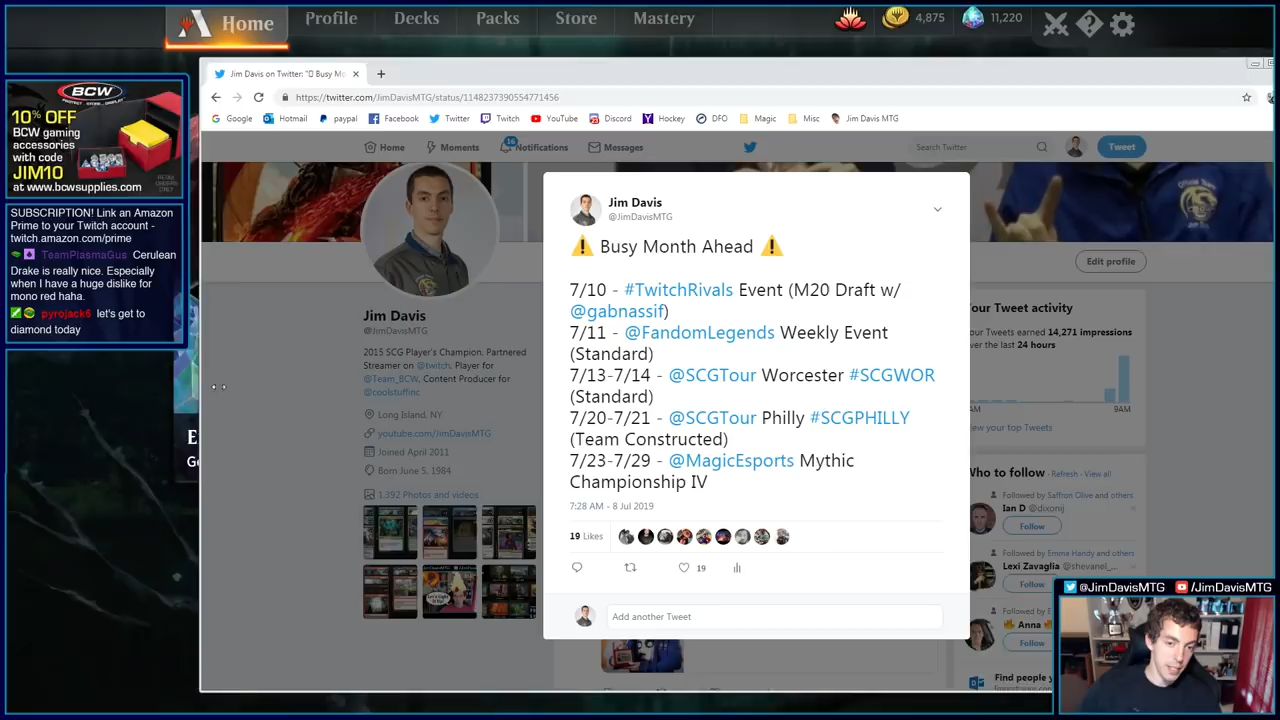 Home
Profile
Decks
Packs
Store
Mastery
4,875
11,220
Jim Davis on Twitter: "
Busy Mo
https://twitter.com/JimDavisMTG/status/1148237390554771456
Google
Hotmail
paypal
Facebook
Twitter
Twitch
YouTube
Discord
Hockey
DFO
Magic
Misc
Jim Davis MTG
Home
Moments
16
Notifications
Messages
Search Twitter
Tweet
BCW
10% OFF
BCW gaming
accessories
with code
JIM10
at www.bcwsupplies.com
SUBSCRIPTION! Link an Amazon
Prime to your Twitch account -
twitch.amazon.com/prime
TeamPlasmaGus Cerulean
Drake is really nice. Especially
when I have a huge dislike for
mono red haha.
pyrojack6 let's get to
diamond today
E
Jim Davis
@JimDavisMTG
2015 SCG Player's Champion. Partnered
Streamer on @twitch, Player for
@Team_BCW, Content Producer for
@coolstuffinc
Long Island, NY
youtube.com/JimDavisMTG
Joined April 2011
Born June 5, 1984
1,392 Photos and videos
Jim Davis
@JimDavisMTG
⚠ Busy Month Ahead ⚠
7/10 - #TwitchRivals Event (M20 Draft w/
@gabnassif)
7/11 - @FandomLegends Weekly Event
(Standard)
7/13-7/14 - @SCGTour Worcester #SCGWOR
(Standard)
7/20-7/21 - @SCGTour Philly #SCGPHILLY
(Team Constructed)
7/23-7/29 - @MagicEsports Mythic
Championship IV
7:28 AM - 8 Jul 2019
19 Likes
19
Add another Tweet
Edit profile
our Tweet activity
our Tweets earned 14,271 impressions
over the last 24 hours
AM
9AM
iew your top Tweets
Who to follow · Refresh · View all
Followed by Saffron Olive and others
Ian D @dixonij
Follow
Followed by Emma Handy and others
Lexi Zavaglia @shevanel_...
Follow
Followed by E
Anna
Follow
Find people y
@JimDavisMTG
/JimDavisMTG